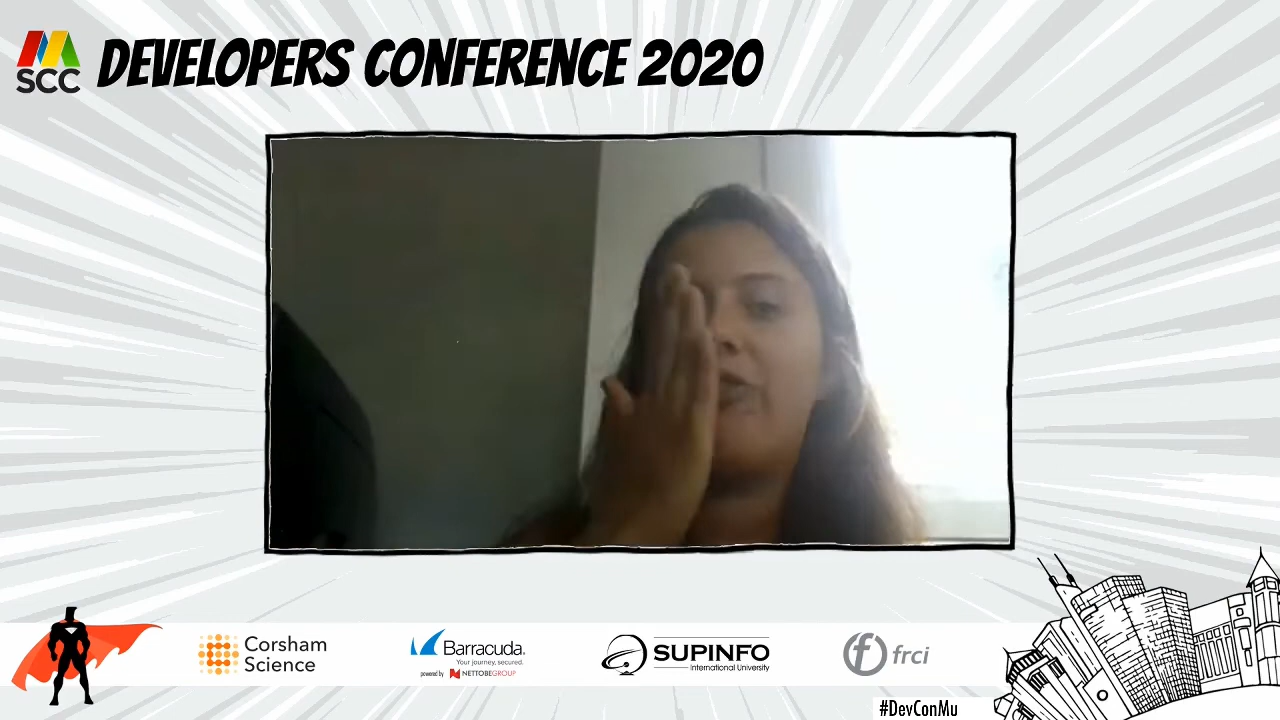 SCC
DEVELOPERS CONFERENCE 2020
Corsham
Science
Barracuda.
Your journey, secured.
powered by NETTOBEGROUP
SUPINFO
International University
f frci
#DevConMu